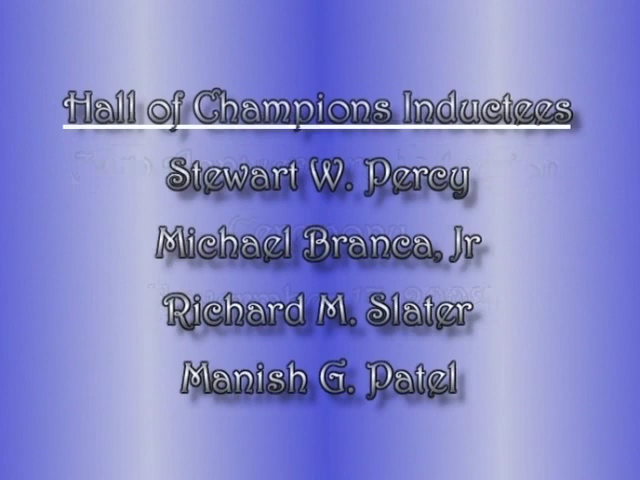 Hall of Champions Inductees
Stewart W. Percy
Michael Branca, Jr
Richard M. Slater
Manish G. Patel